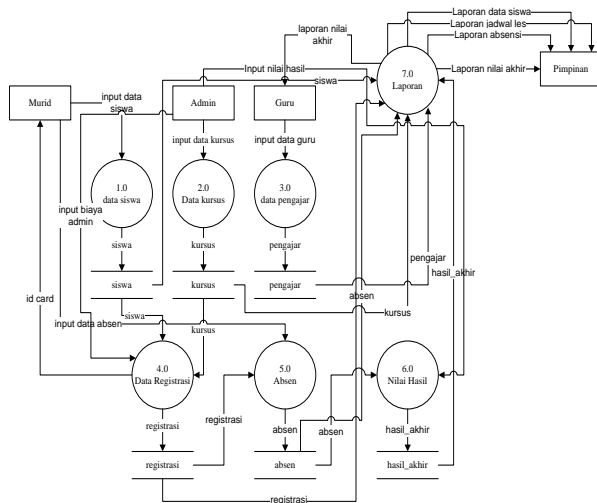 Laporan data siswa
Laporan jadwal les
Laporan absensi
laporan nilai
akhir
Input nilai hasil
siswa
7.0
Laporan
Laporan nilai akhir
Pimpinan
Murid
input data
siswa
Admin
Guru
input data kursus
input data guru
1.0
data siswa
2.0
Data kursus
3.0
data pengajar
input biaya
admin
siswa
kursus
pengajar
pengajar
hasil_akhir
siswa
kursus
pengajar
absen
id card
siswa
kursus
input data absen
kursus
4.0
Data Registrasi
5.0
Absen
6.0
Nilai Hasil
registrasi
registrasi
absen
absen
hasil_akhir
registrasi
absen
hasil_akhir
registrasi